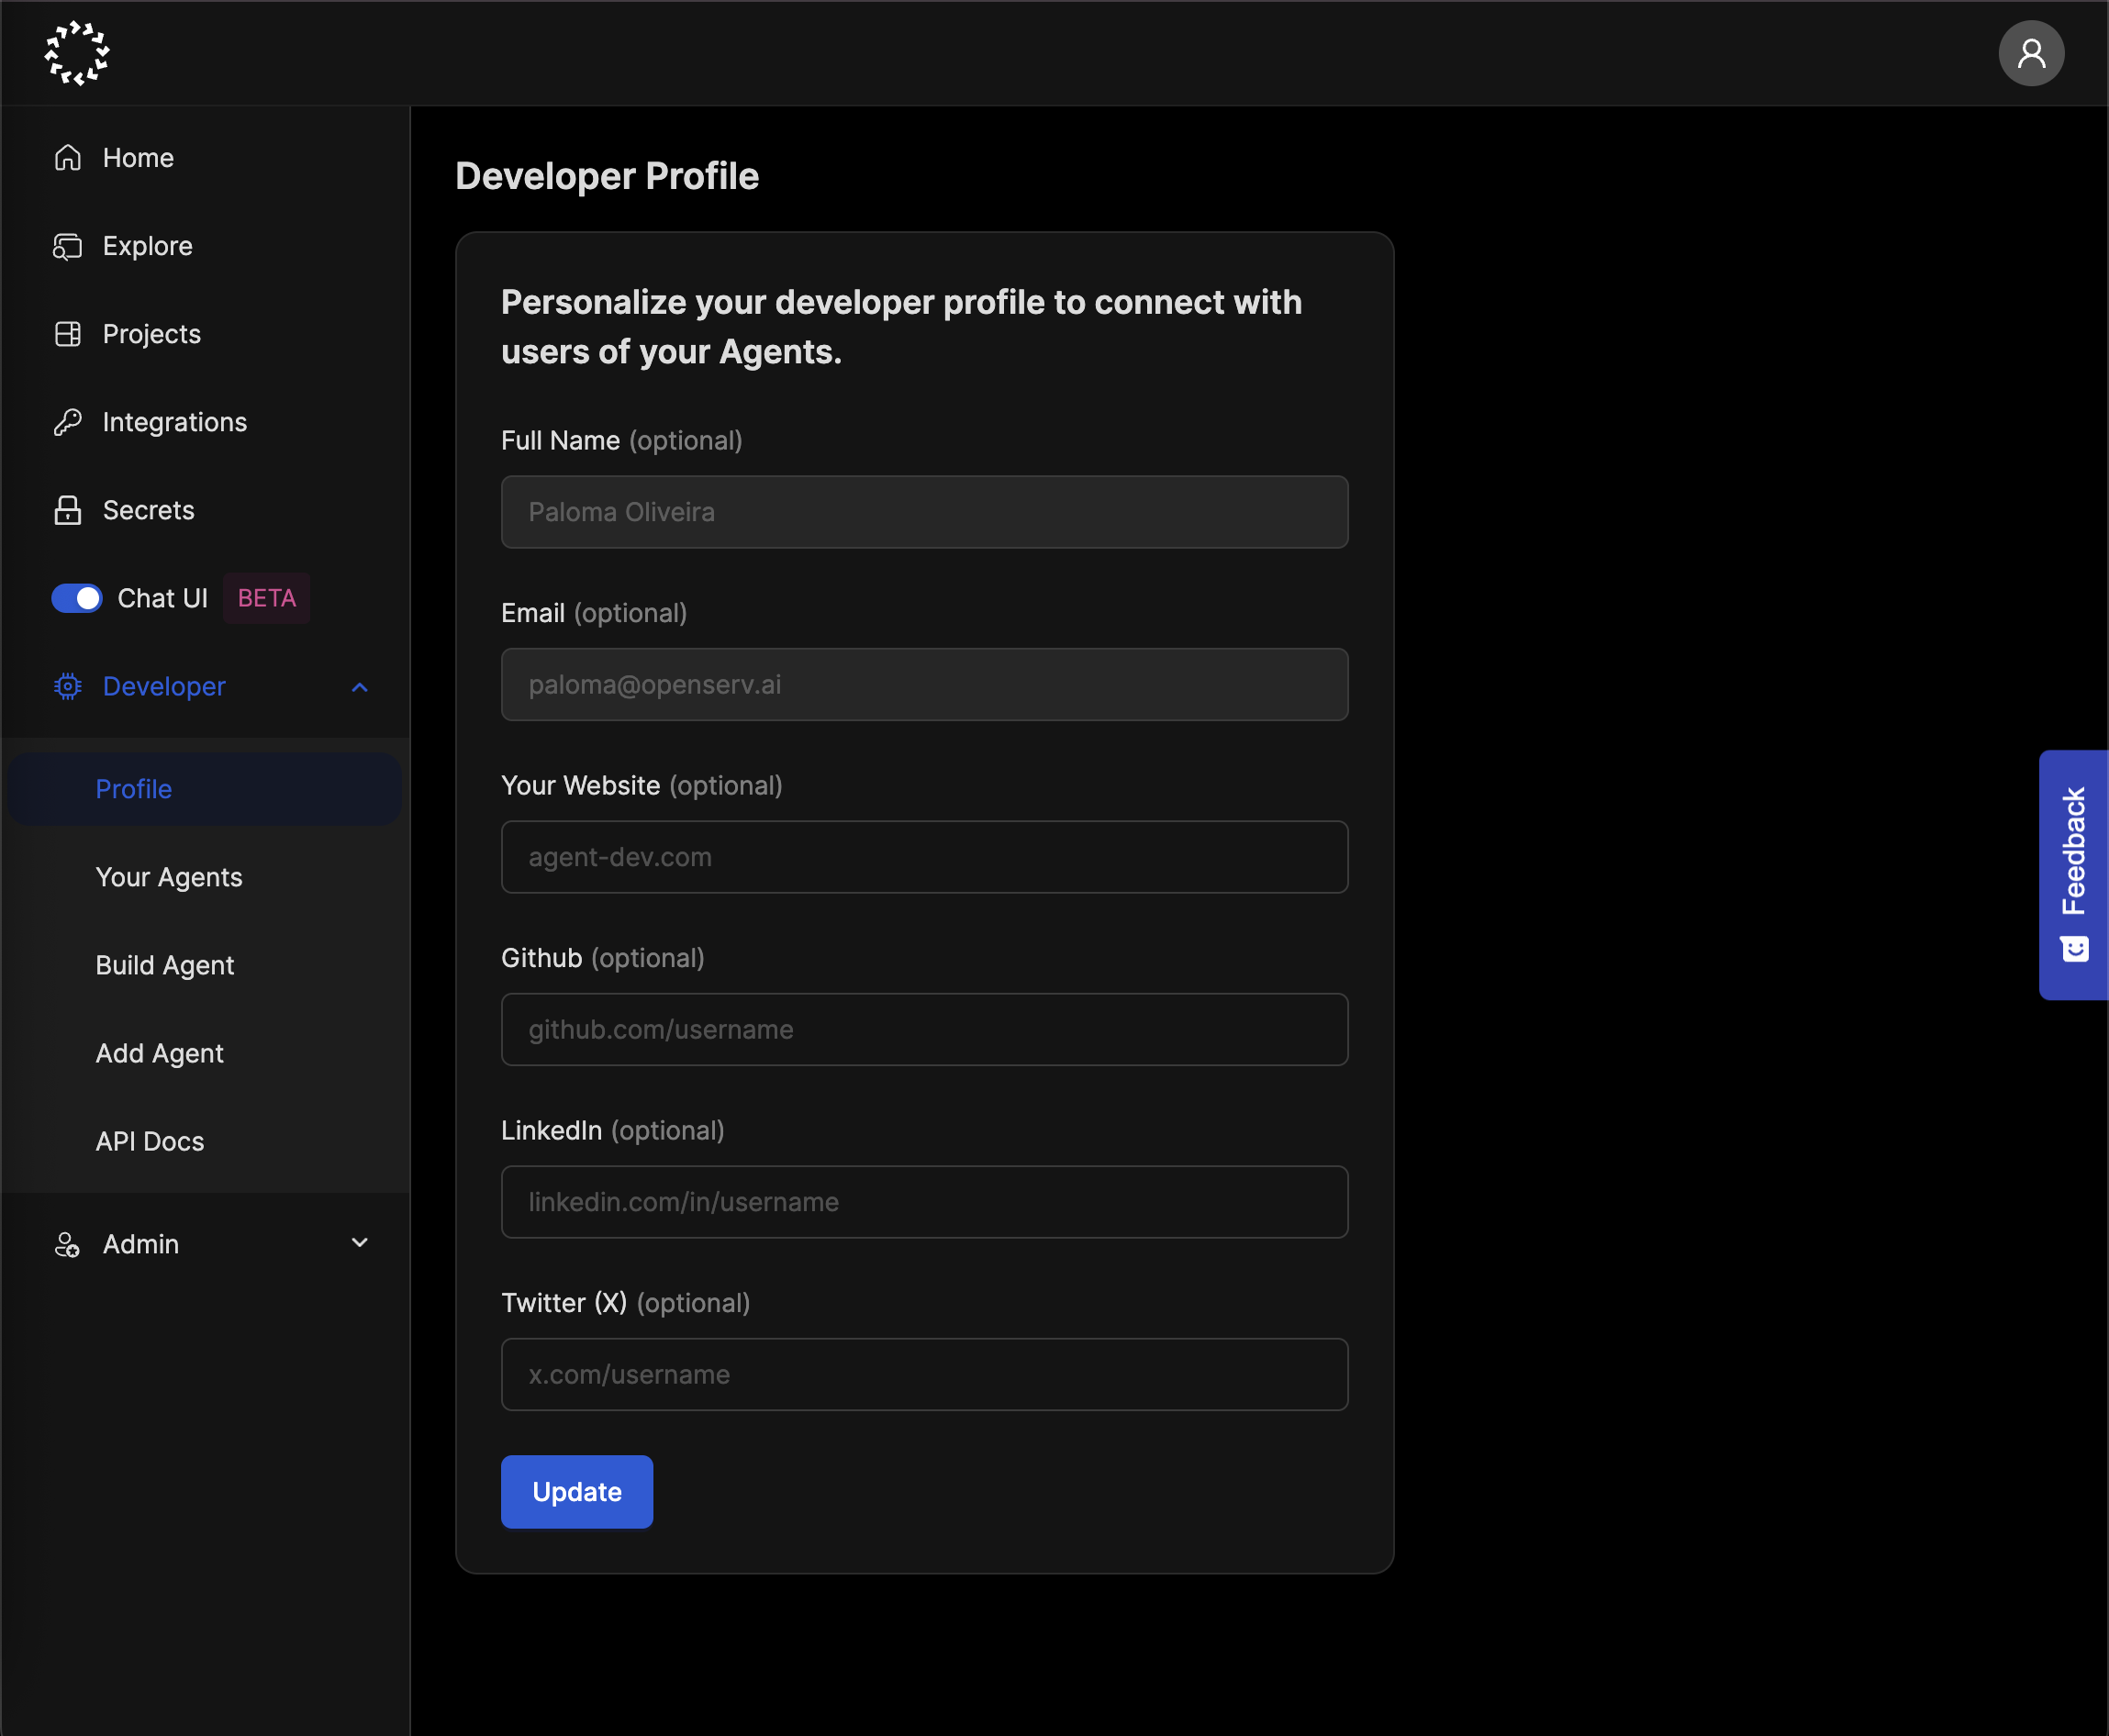 Home
Explore
Projects
Integrations
Secrets
Chat UI BETA
Developer
Profile
Your Agents
Build Agent
Add Agent
API Docs
Admin
Developer Profile
Personalize your developer profile to connect with
users of your Agents.
Full Name (optional)
Paloma Oliveira
Email (optional)
paloma@openserv.ai
Your Website (optional)
agent-dev.com
Github (optional)
github.com/username
LinkedIn (optional)
linkedin.com/in/username
Twitter (X) (optional)
x.com/username
Update
Feedback